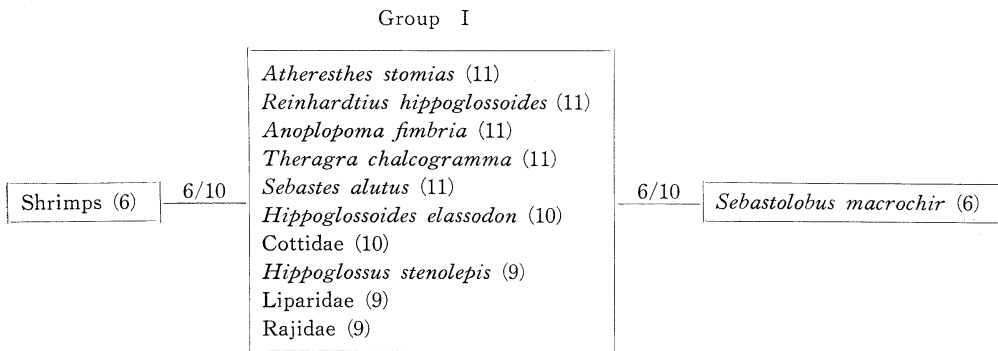 Group I
Atheresthes stomias (11)
Reinhardtius hippoglossoides (11)
Anoplopoma fimbria (11)
Theragra chalcogramma (11)
Sebastes alutus (11)
Hippoglossoides elassodon (10)
Cottidae (10)
Hippoglossus stenolepis (9)
Liparidae (9)
Rajidae (9)
Shrimps (6)
6/10
6/10
Sebastolobus macrochir (6)